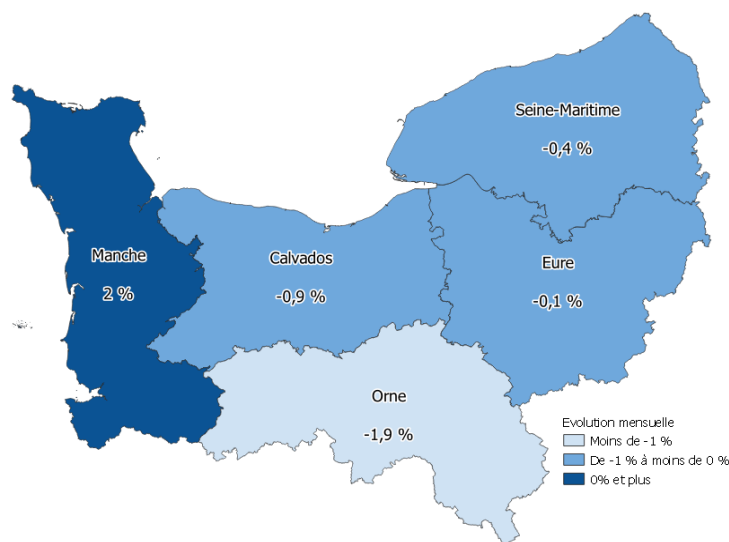 Seine-Maritime
-0,4 %
Manche
2 %
Calvados
-0,9 %
Eure
-0,1 %
Orne
-1,9 %
Evolution mensuelle
Moins de -1 %
De -1 % à moins de 0 %
0% et plus